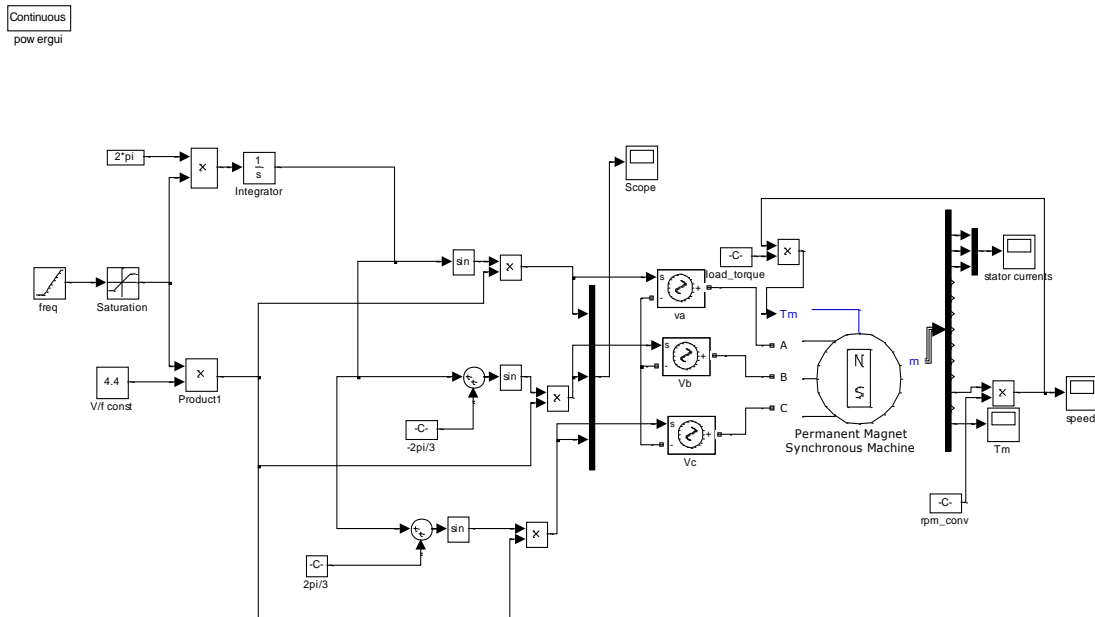 Continuous
pow ergui
2*pi
×
1
s
Integrator
Scope
freq
Saturation
sin
×
-C-
load_torque
×
stator currents
s
+
-
va
Tm
4.4
V/f const
×
Product1
sin
×
-C-
-2pi/3
s
+
-
Vb
A
B
C
N
S
m
Permanent Magnet
Synchronous Machine
s
+
-
Vc
×
speed
Tm
-C-
rpm_conv
sin
×
-C-
2pi/3